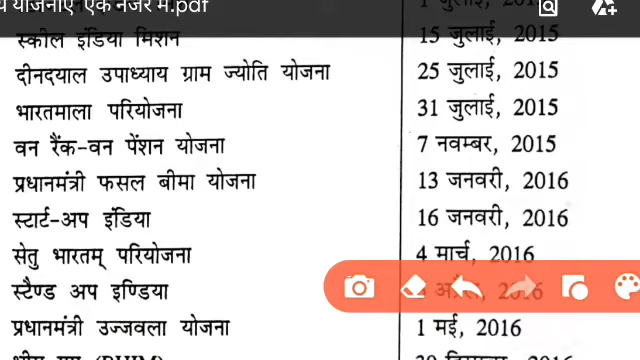 योजनाएँ एक नजर में.pdf
स्कील इंडिया मिशन 15 जुलाई, 2015
दीनदयाल उपाध्याय ग्राम ज्योति योजना 25 जुलाई, 2015
भारतमाला परियोजना 31 जुलाई, 2015
वन रैंक-वन पेंशन योजना 7 नवम्बर, 2015
प्रधानमंत्री फसल बीमा योजना 13 जनवरी, 2016
स्टार्ट-अप इंडिया 16 जनवरी, 2016
सेतु भारतम् परियोजना 4 मार्च, 2016
स्टैण्ड अप इण्डिया अप्रैल, 2016
प्रधानमंत्री उज्जवला योजना 1 मई, 2016